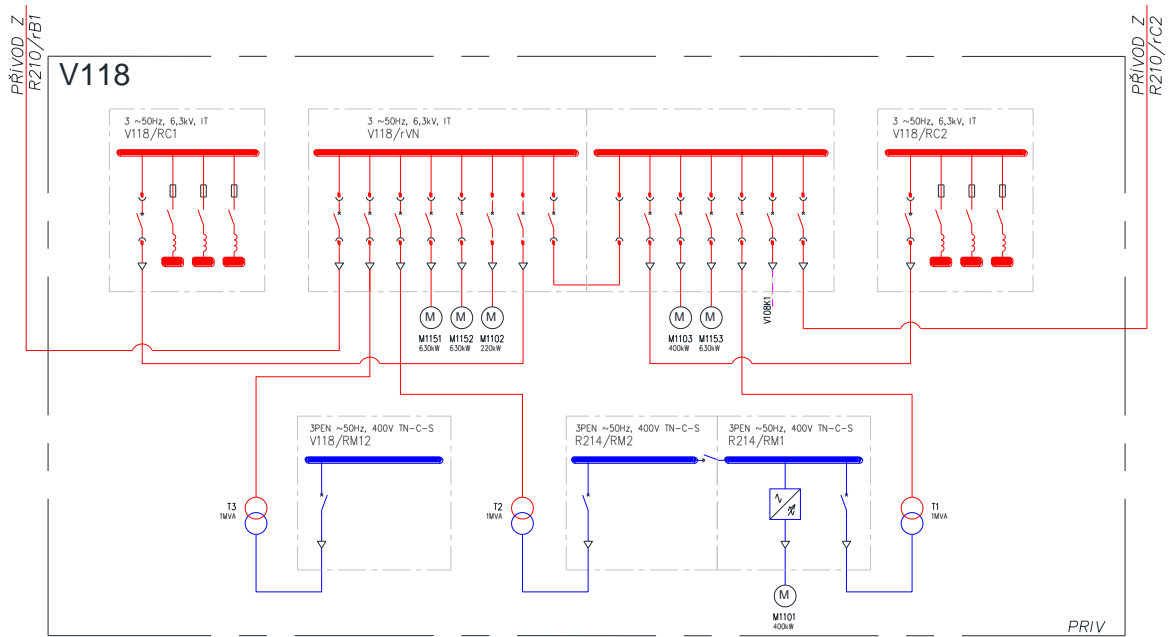 PŘÍVOD Z
R210/rB1
V118
PŘÍVOD Z
R210/rC2
3 ~50Hz, 6,3kV, IT
V118/RC1
3 ~50Hz, 6,3kV, IT
V118/rVN
3 ~50Hz, 6,3kV, IT
V118/RC2
M
M
M
M
M
M1151
630kW
M1152
630kW
M1102
220kW
M1103
400kW
M1153
630kW
V108K1
3PEN ~50Hz, 400V TN-C-S
V118/RM12
3PEN ~50Hz, 400V TN-C-S
R214/RM2
3PEN ~50Hz, 400V TN-C-S
R214/RM1
T3
1MVA
T2
1MVA
T1
1MVA
M
M1101
400kW
PRIV